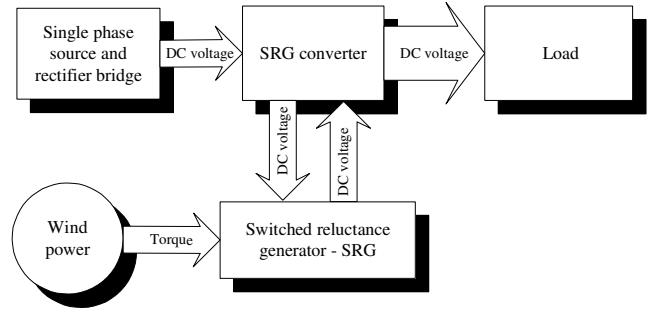 Single phase
source and
rectifier bridge
DC voltage
SRG converter
DC voltage
Load
DC voltage
DC voltage
Wind
power
Torque
Switched reluctance
generator - SRG